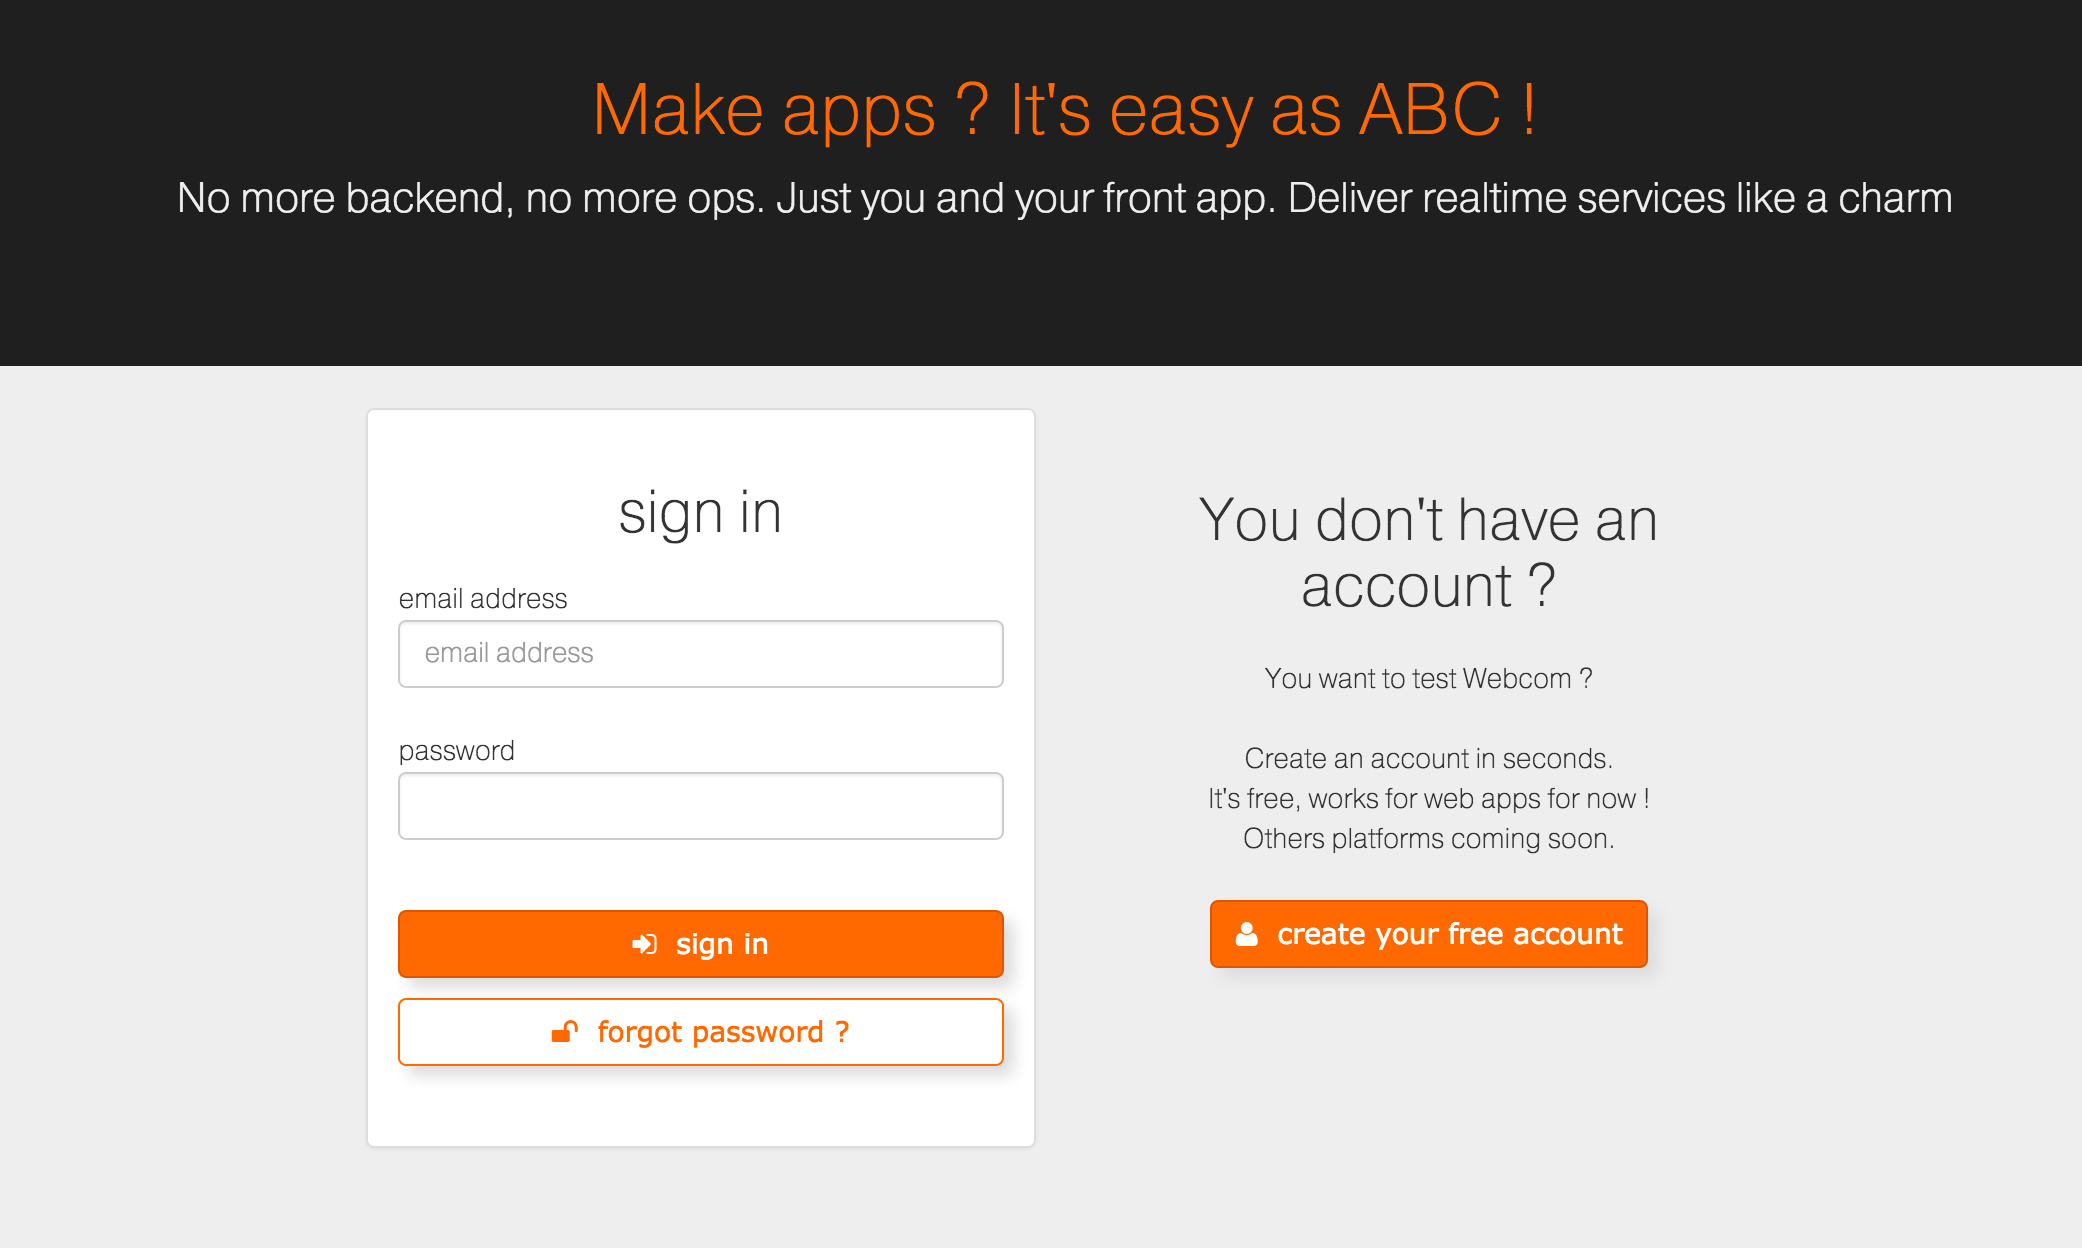 Make apps ? It's easy as ABC !
No more backend, no more ops. Just you and your front app. Deliver realtime services like a charm
sign in
email address
email address
password
sign in
forgot password ?
You don't have an
account ?
You want to test Webcom ?
Create an account in seconds.
It's free, works for web apps for now !
Others platforms coming soon.
create your free account